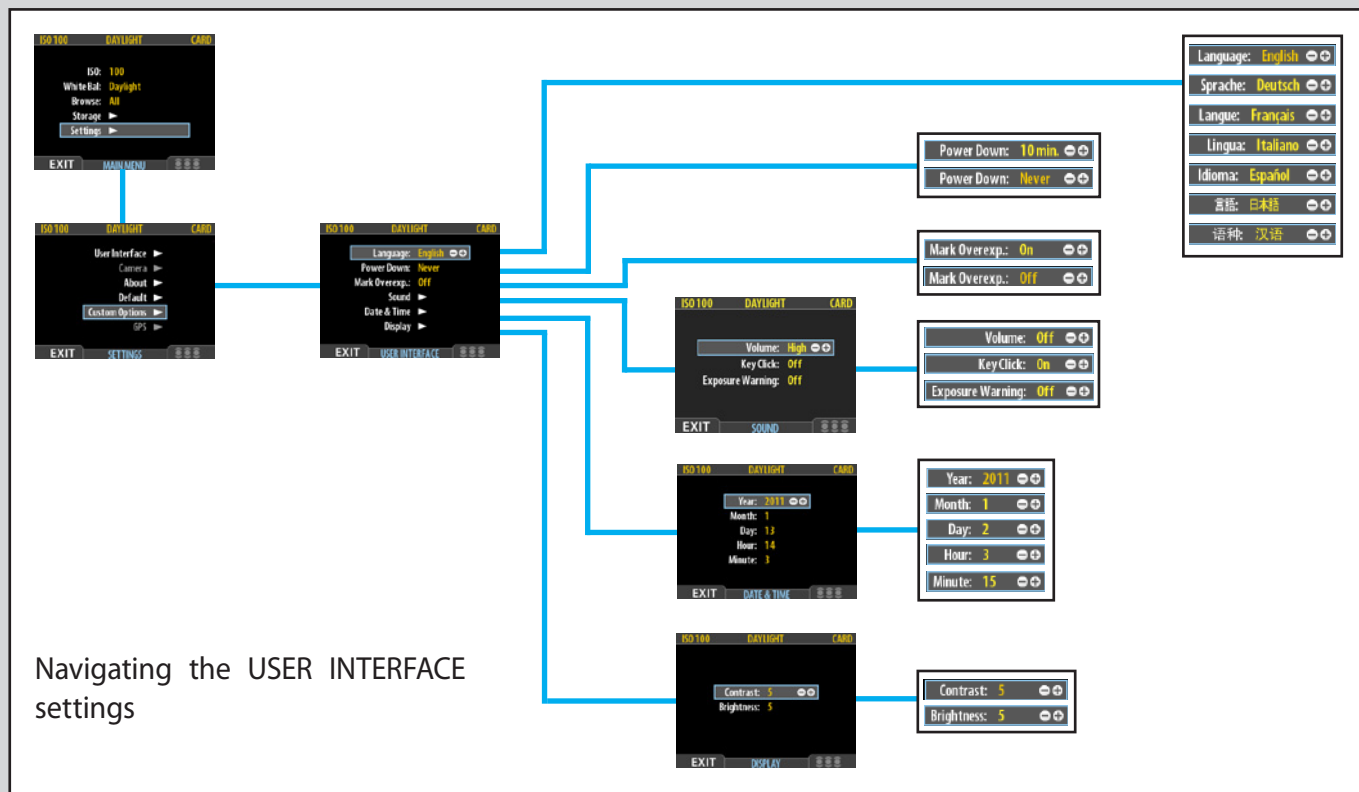 ISO 100 DAYLIGHT CARD
ISO: 100
White Bal: Daylight
Browse: All
Storage ►
Settings ►
EXIT MAIN MENU
ISO 100 DAYLIGHT CARD
User Interface ►
Camera ►
About ►
Default ►
Custom Options ►
GPS ►
EXIT SETTINGS
ISO 100 DAYLIGHT CARD
Language: English
Power Down: Never
Mark Overexp.: Off
Sound ►
Date & Time ►
Display ►
EXIT USER INTERFACE
Language: English
Sprache: Deutsch
Langue: Français
Lingua: Italiano
Idioma: Español
言語: 日本語
语种: 汉语
Power Down: 10 min.
Power Down: Never
Mark Overexp.: On
Mark Overexp.: Off
ISO 100 DAYLIGHT CARD
Volume: High
Key Click: Off
Exposure Warning: Off
EXIT SOUND
Volume: Off
Key Click: On
Exposure Warning: Off
ISO 100 DAYLIGHT CARD
Year: 2011
Month: 1
Day: 13
Hour: 14
Minute: 3
EXIT DATE & TIME
Year: 2011
Month: 1
Day: 2
Hour: 3
Minute: 15
ISO 100 DAYLIGHT CARD
Contrast: 5
Brightness: 5
EXIT DISPLAY
Contrast: 5
Brightness: 5
Navigating the USER INTERFACE
settings